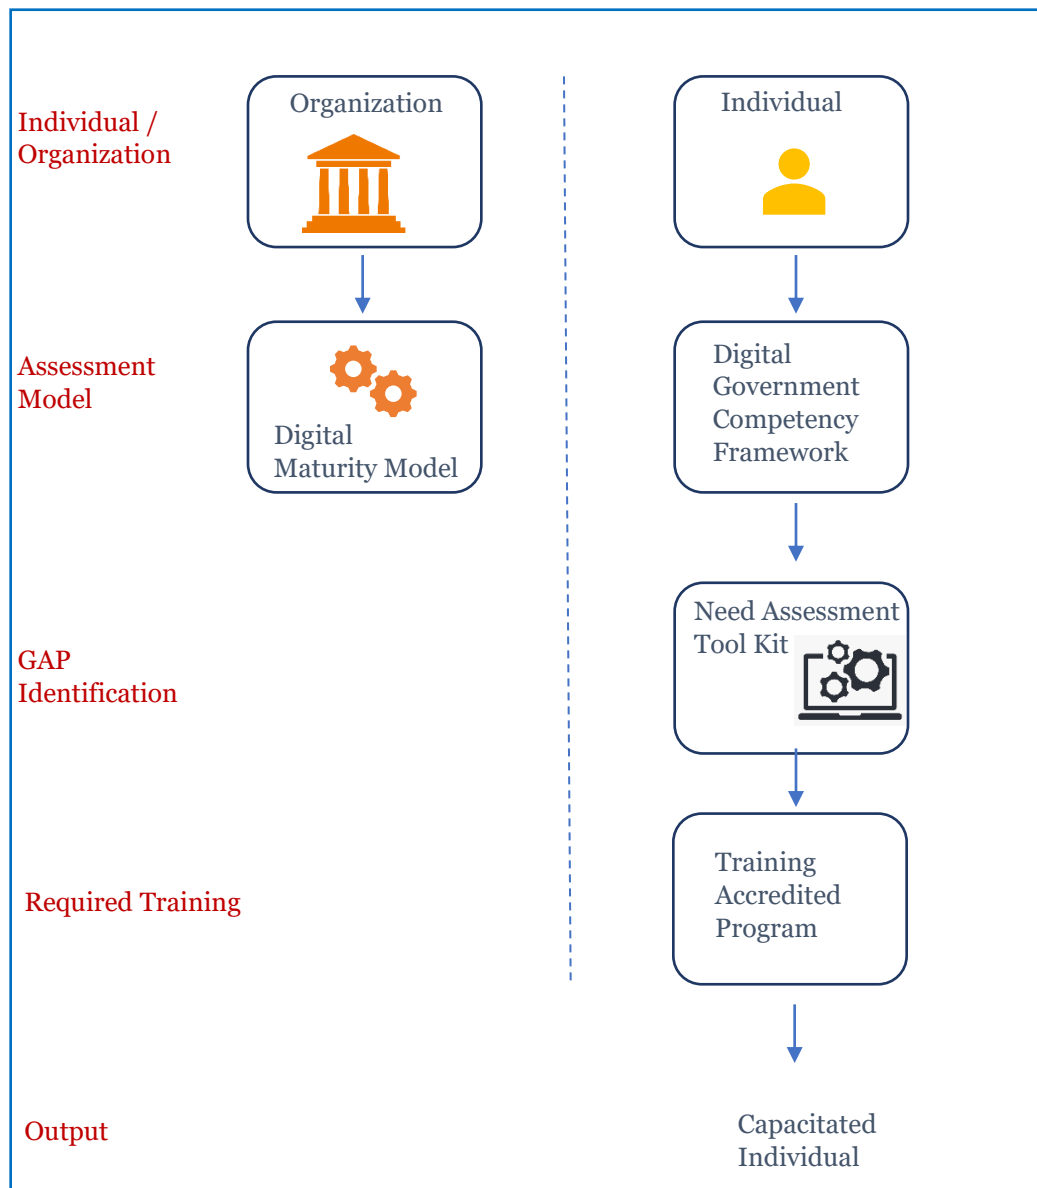 Organization
Individual
Individual /
Organization
Assessment
Model
Digital
Maturity Model
Digital
Government
Competency
Framework
GAP
Identification
Need Assessment
Tool Kit
Required Training
Training
Accredited
Program
Output
Capacitated
Individual